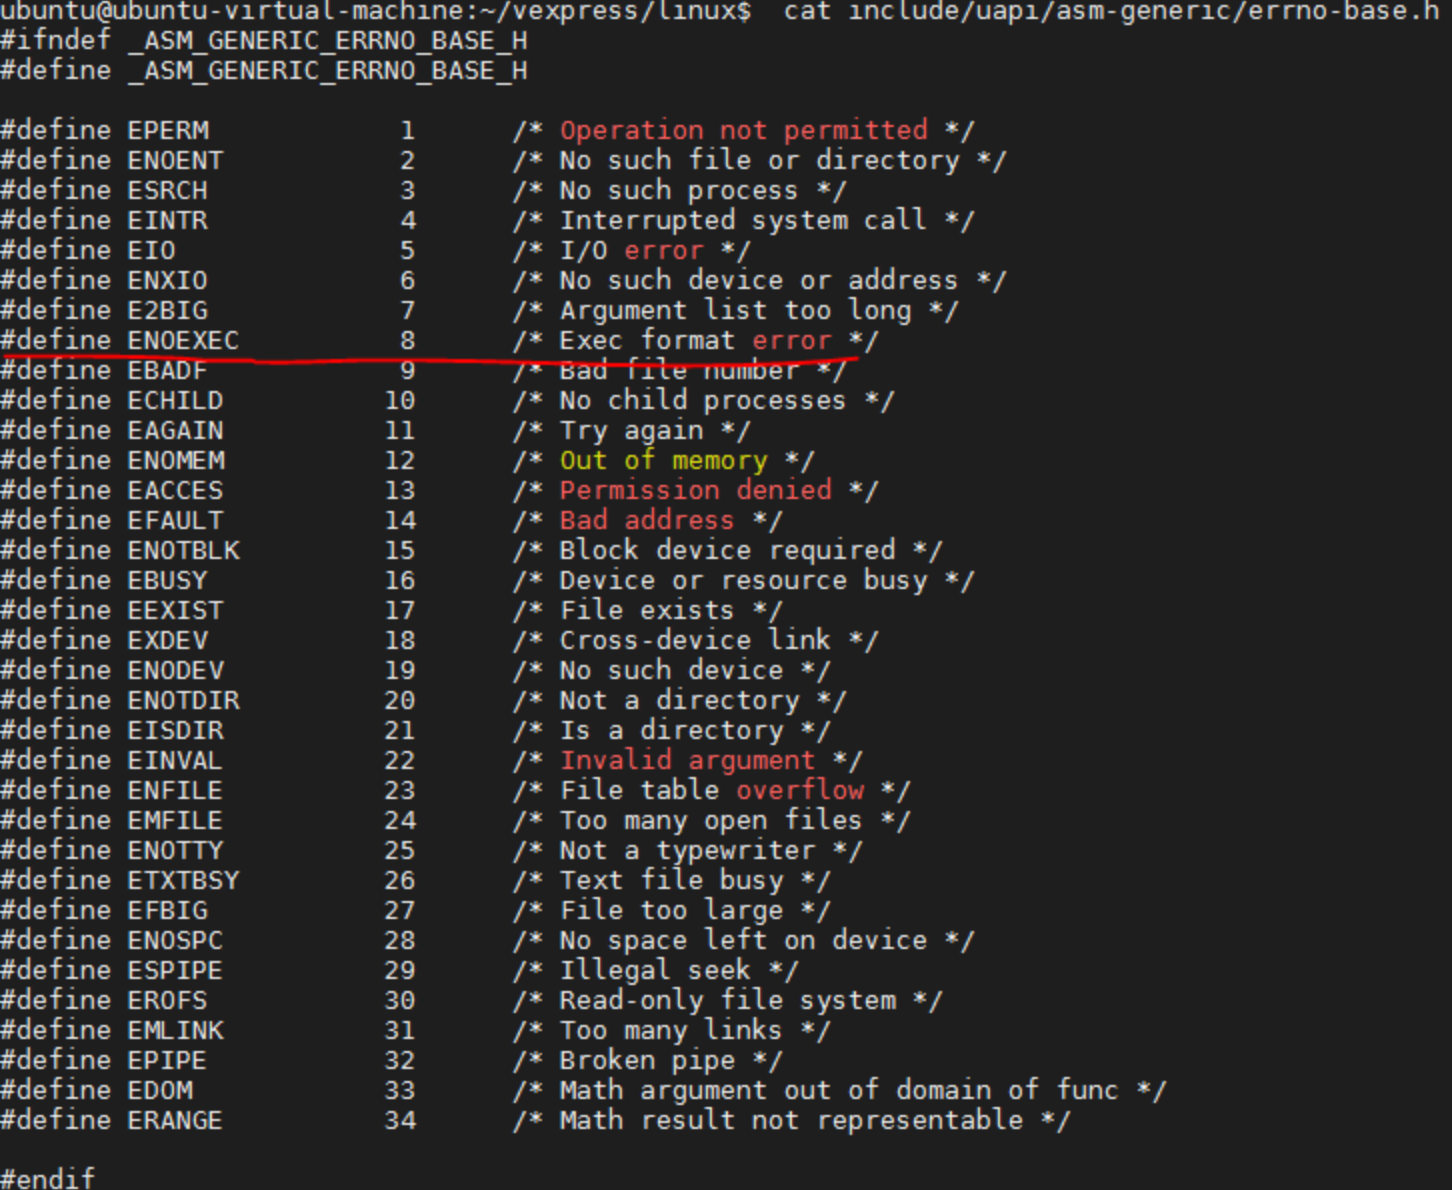 ubuntu@ubuntu-virtual-machine:~/vexpress/linux$  cat include/uapi/asm-generic/errno-base.h
#ifndef _ASM_GENERIC_ERRNO_BASE_H
#define _ASM_GENERIC_ERRNO_BASE_H

#define EPERM            1      /* Operation not permitted */
#define ENOENT           2      /* No such file or directory */
#define ESRCH            3      /* No such process */
#define EINTR            4      /* Interrupted system call */
#define EIO              5      /* I/O error */
#define ENXIO            6      /* No such device or address */
#define E2BIG            7      /* Argument list too long */
#define ENOEXEC          8      /* Exec format error */
#define EBADF            9      /* Bad file number */
#define ECHILD          10      /* No child processes */
#define EAGAIN          11      /* Try again */
#define ENOMEM          12      /* Out of memory */
#define EACCES          13      /* Permission denied */
#define EFAULT          14      /* Bad address */
#define ENOTBLK         15      /* Block device required */
#define EBUSY           16      /* Device or resource busy */
#define EEXIST          17      /* File exists */
#define EXDEV           18      /* Cross-device link */
#define ENODEV          19      /* No such device */
#define ENOTDIR         20      /* Not a directory */
#define EISDIR          21      /* Is a directory */
#define EINVAL          22      /* Invalid argument */
#define ENFILE          23      /* File table overflow */
#define EMFILE          24      /* Too many open files */
#define ENOTTY          25      /* Not a typewriter */
#define ETXTBSY         26      /* Text file busy */
#define EFBIG           27      /* File too large */
#define ENOSPC          28      /* No space left on device */
#define ESPIPE          29      /* Illegal seek */
#define EROFS           30      /* Read-only file system */
#define EMLINK          31      /* Too many links */
#define EPIPE           32      /* Broken pipe */
#define EDOM            33      /* Math argument out of domain of func */
#define ERANGE          34      /* Math result not representable */

#endif